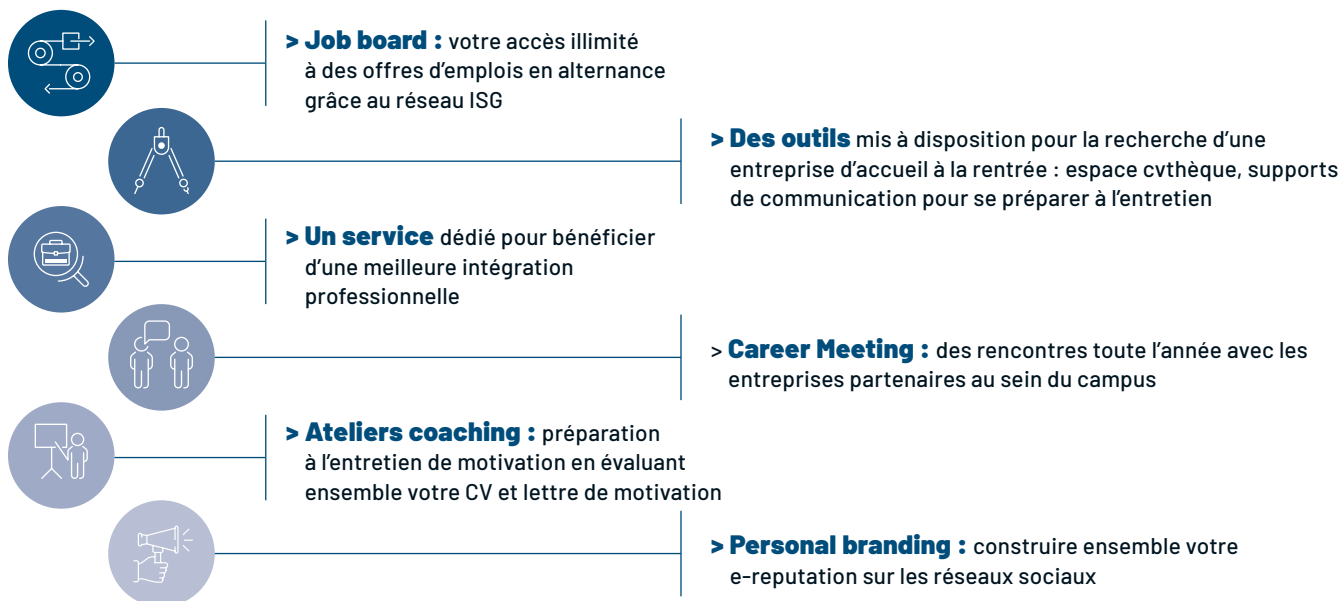 > Job board : votre accès illimité
à des offres d’emplois en alternance
grâce au réseau ISG
> Des outils mis à disposition pour la recherche d’une
entreprise d’accueil à la rentrée : espace cvthèque, supports
de communication pour se préparer à l’entretien
> Un service dédié pour bénéficier
d’une meilleure intégration
professionnelle
> Career Meeting : des rencontres toute l’année avec les
entreprises partenaires au sein du campus
> Ateliers coaching : préparation
à l’entretien de motivation en évaluant
ensemble votre CV et lettre de motivation
> Personal branding : construire ensemble votre
e-reputation sur les réseaux sociaux